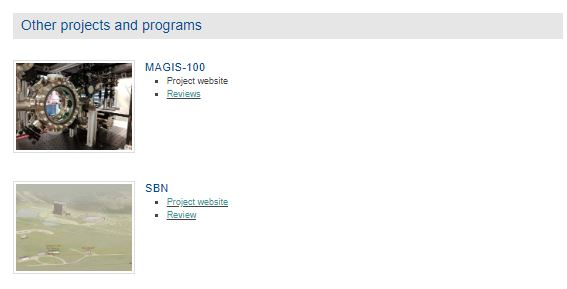 Other projects and programs
MAGIS-100
Project website
Reviews
SBN
Project website
Review